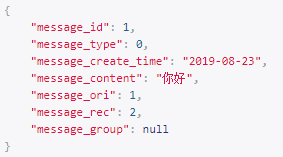 {
"message_id": 1,
"message_type": 0,
"message_create_time": "2019-08-23",
"message_content": "你好",
"message_ori": 1,
"message_rec": 2,
"message_group": null
}